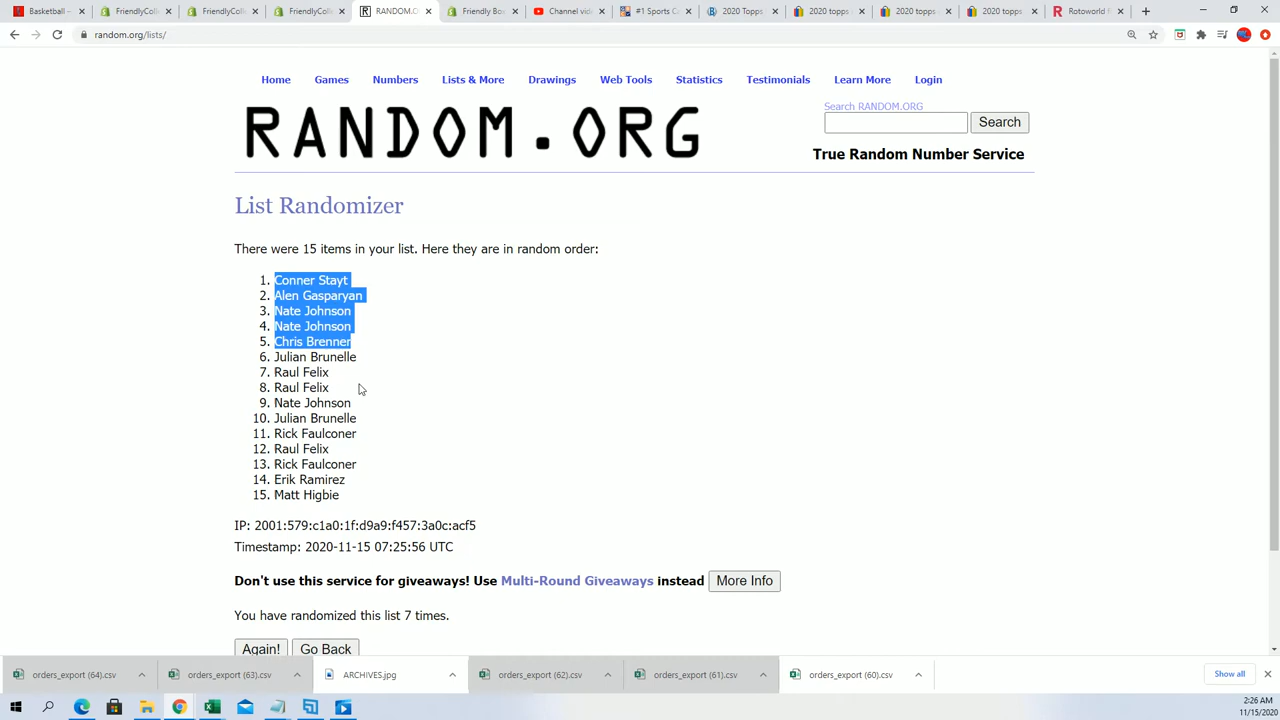 Basketball –
FriendlyColl
FriendlyColl
FriendlyColl
RANDOM.O
Friendly Bo
Channel vide
#1 Sports C
2020 Topps
2020 topps
2020 topps
2020 topps
Rotoworld
random.org/lists/
Home Games Numbers Lists & More Drawings Web Tools Statistics Testimonials Learn More Login
RANDOM.ORG
Search RANDOM.ORG
Search
True Random Number Service
List Randomizer
There were 15 items in your list. Here they are in random order:
1. Conner Stayt
2. Alen Gasparyan
3. Nate Johnson
4. Nate Johnson
5. Chris Brenner
6. Julian Brunelle
7. Raul Felix
8. Raul Felix
9. Nate Johnson
10. Julian Brunelle
11. Rick Faulconer
12. Raul Felix
13. Rick Faulconer
14. Erik Ramirez
15. Matt Higbie
IP: 2001:579:c1a0:1f:d9a9:f457:3a0c:acf5
Timestamp: 2020-11-15 07:25:56 UTC
Don't use this service for giveaways! Use Multi-Round Giveaways instead More Info
You have randomized this list 7 times.
Again! Go Back
orders_export (64).csv
orders_export (63).csv
ARCHIVES.jpg
orders_export (62).csv
orders_export (61).csv
orders_export (60).csv
Show all
2:26 AM
11/15/2020